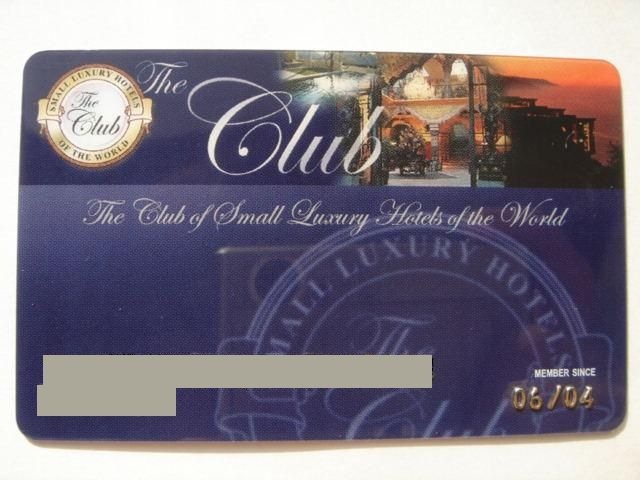 SMALL LUXURY HOTELS
The
Club
OF THE WORLD
The Club
The Club of Small Luxury Hotels of the World
SMALL LUXURY HOTELS
The
Club
MEMBER SINCE
06/04